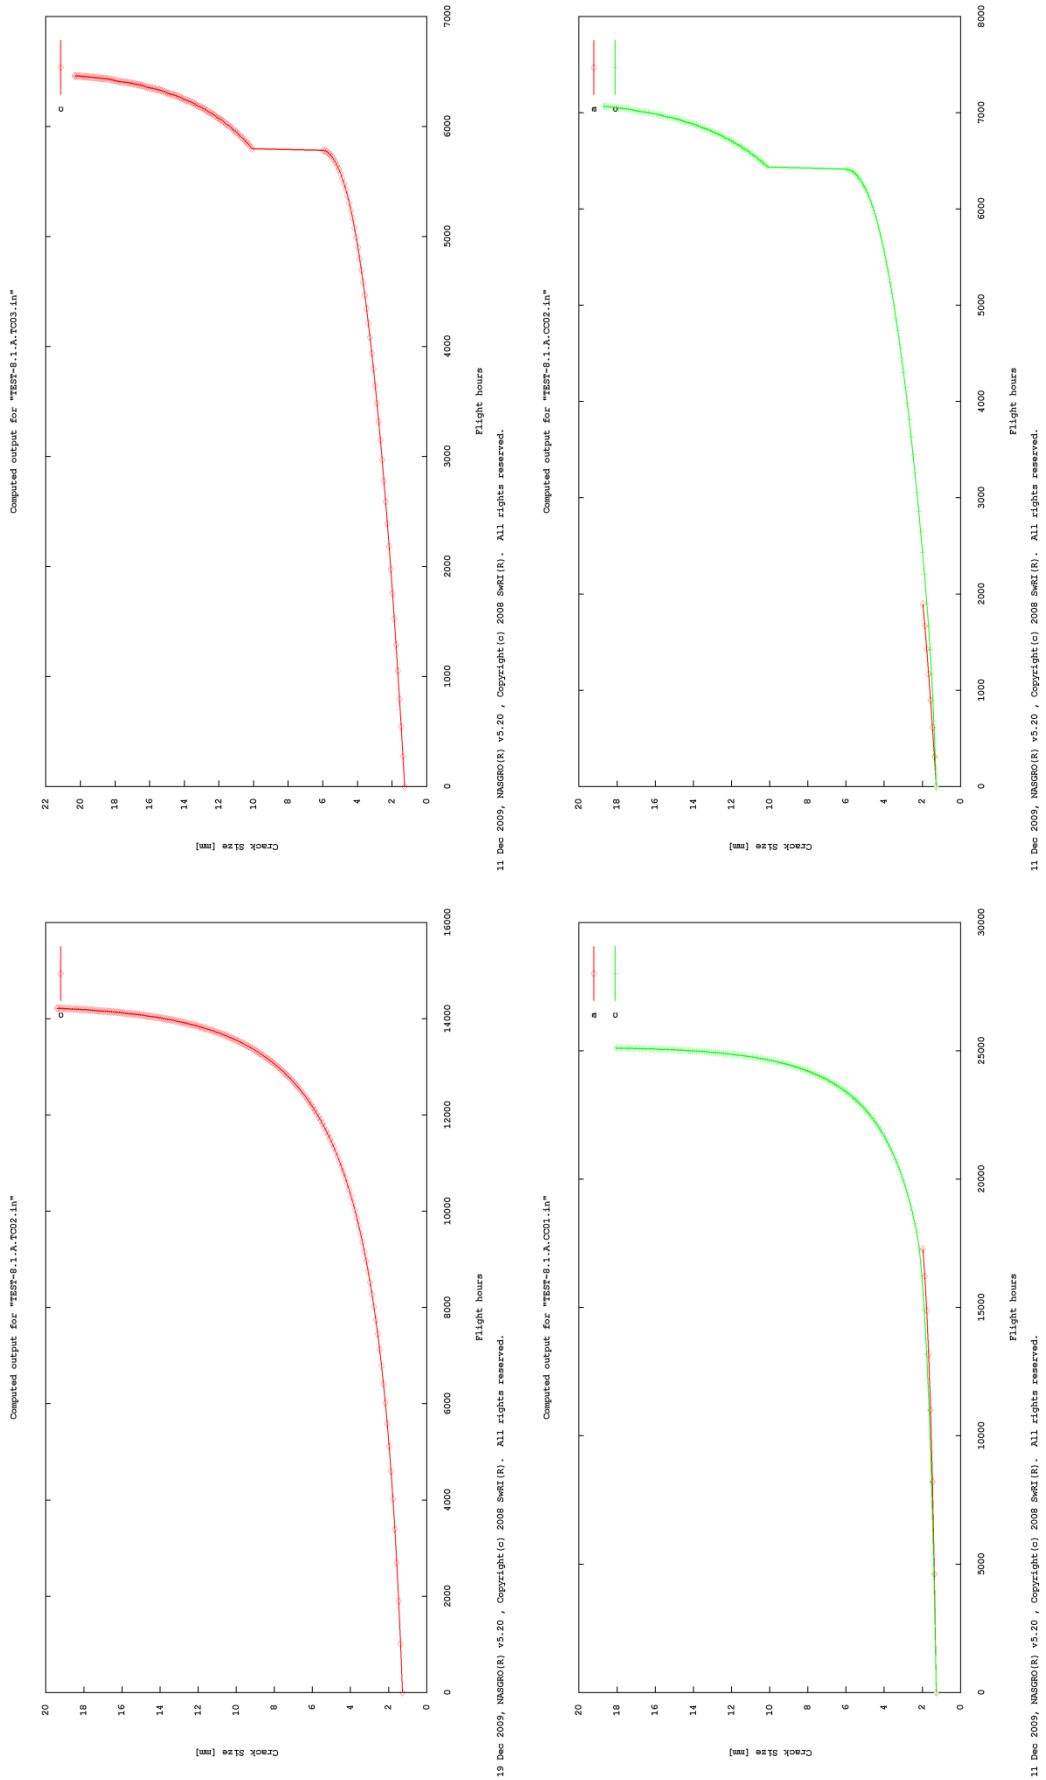 Computed output for "TEST-8.1.A.TC02.in"
20
18
16
14
12
10
8
6
4
2
0
c
Crack Size [mm]
0 2000 4000 6000 8000 10000 12000 14000 16000
Flight hours
19 Dec 2009, NASGRO(R) v5.20 , Copyright(c) 2008 SwRI(R). All rights reserved.
Computed output for "TEST-8.1.A.TC03.in"
22
20
18
16
14
12
10
8
6
4
2
0
c
Crack Size [mm]
0 1000 2000 3000 4000 5000 6000 7000
Flight hours
11 Dec 2009, NASGRO(R) v5.20 , Copyright(c) 2008 SwRI(R). All rights reserved.
Computed output for "TEST-8.1.A.CC01.in"
20
18
16
14
12
10
8
6
4
2
0
a
c
Crack Size [mm]
0 5000 10000 15000 20000 25000 30000
Flight hours
11 Dec 2009, NASGRO(R) v5.20 , Copyright(c) 2008 SwRI(R). All rights reserved.
Computed output for "TEST-8.1.A.CC02.in"
20
18
16
14
12
10
8
6
4
2
0
a
c
Crack Size [mm]
0 1000 2000 3000 4000 5000 6000 7000 8000
Flight hours
11 Dec 2009, NASGRO(R) v5.20 , Copyright(c) 2008 SwRI(R). All rights reserved.